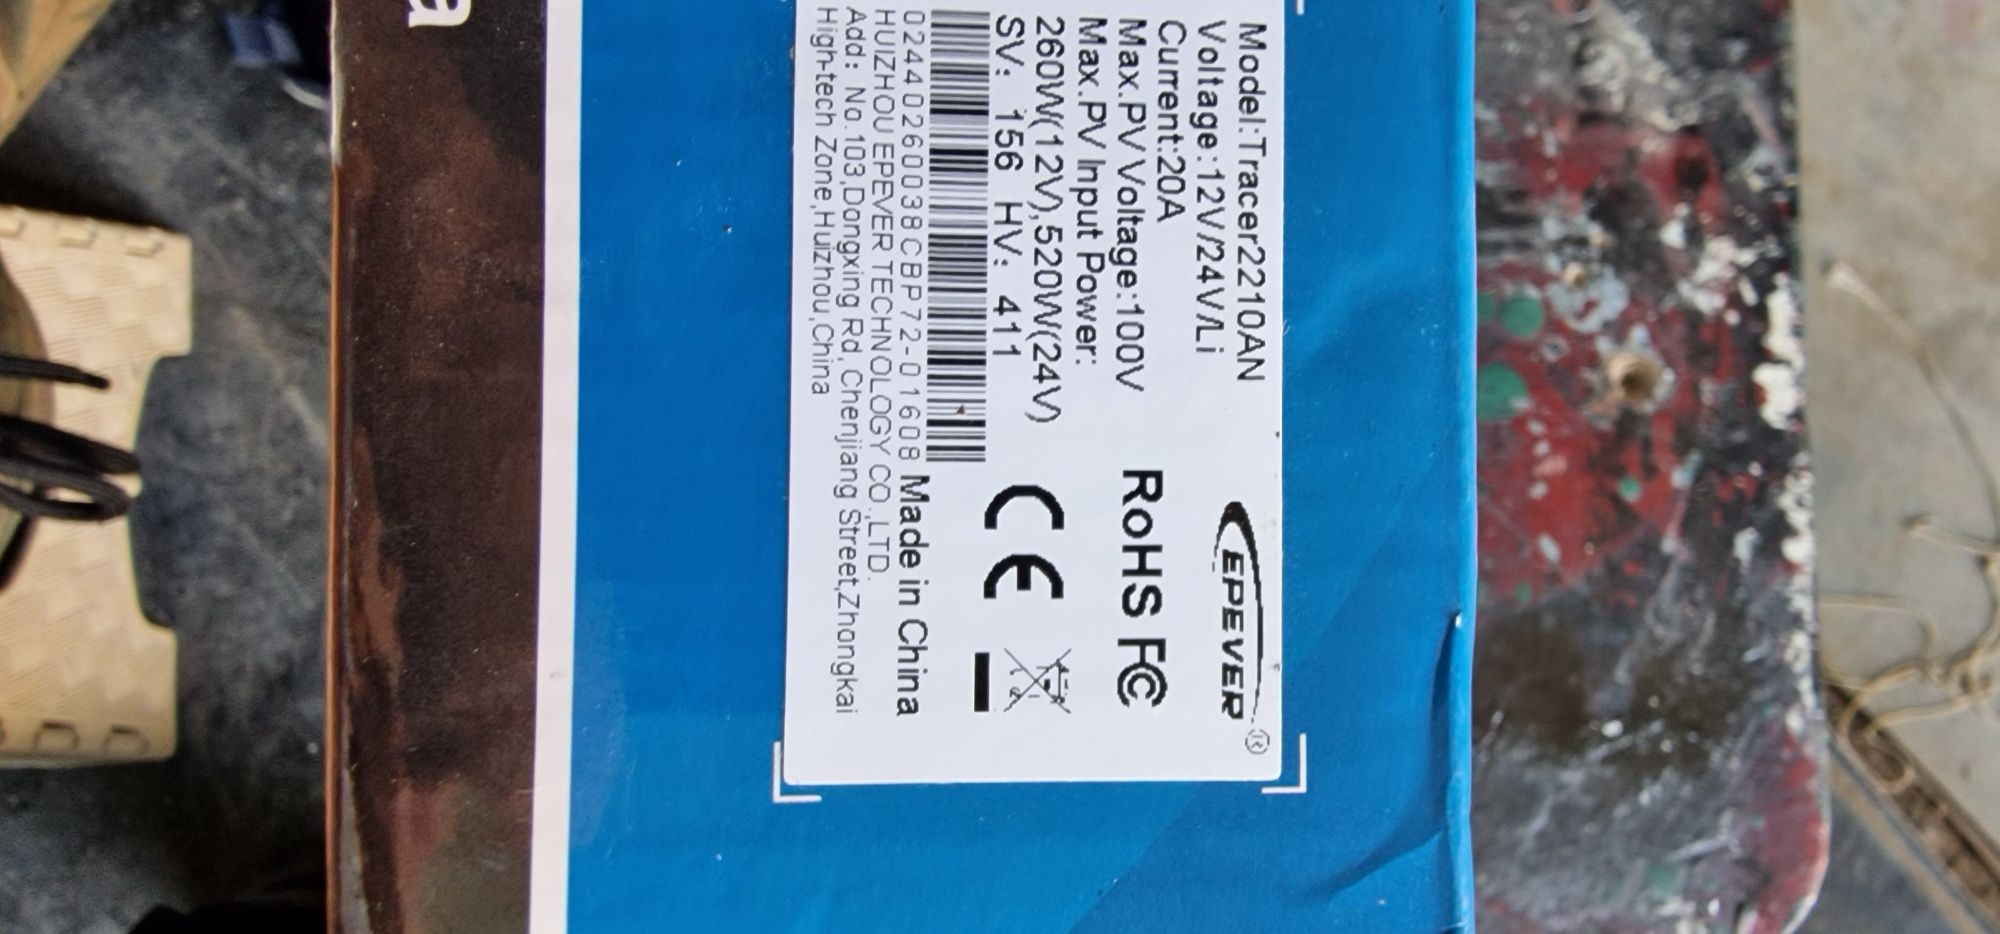 Model:Tracer2210AN
Voltage:12V/24V/Li
Current:20A
Max.PV Voltage:100V
Max.PV Input Power:
260W(12V),520W(24V)
SV: 156 HV: 411
02440260038CBP72-01608
Made in China
HUIZHOU EPEVER TECHNOLOGY CO.,LTD.
Add: No.103,Dongxing Rd, Chenjiang Street,Zhongkai
High-tech Zone,Huizhou,China
EPEVER®
RoHS FC
CE
a